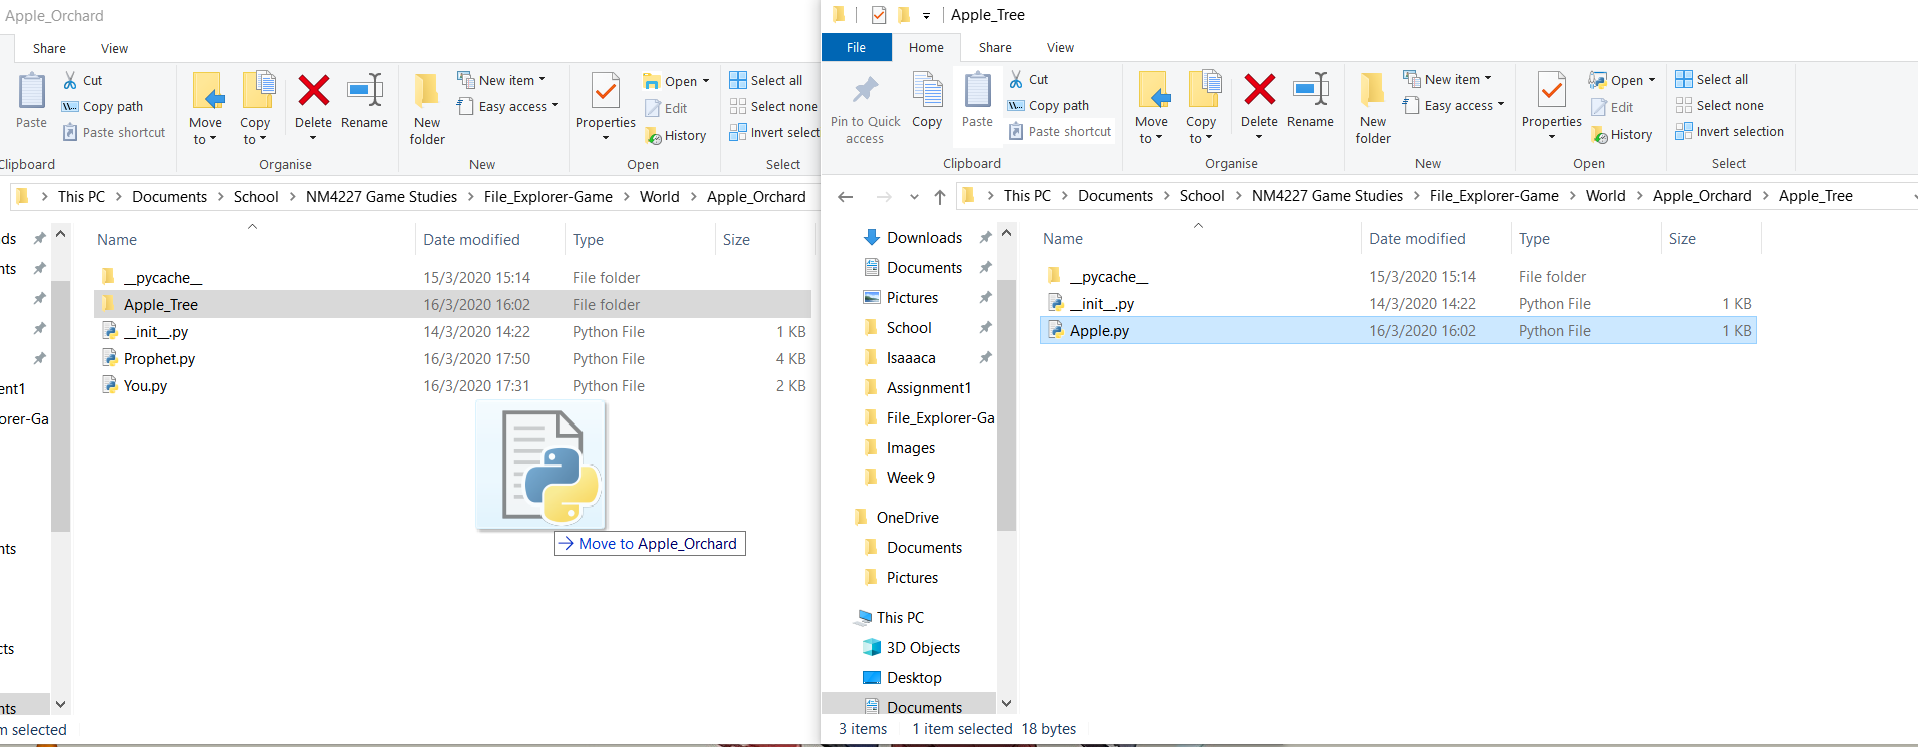 Apple_Orchard
Share View
Paste
Cut
Copy path
Paste shortcut
Clipboard
Move to
Copy to
Delete
Rename
Organise
New folder
New item
Easy access
New
Properties
Open
Edit
History
Open
Select all
Select none
Invert select
Select
This PC > Documents > School > NM4227 Game Studies > File_Explorer-Game > World > Apple_Orchard
ds
nts
ent1
orer-Ga
nts
cts
nts
Name Date modified Type Size
__pycache__ 15/3/2020 15:14 File folder
Apple_Tree 16/3/2020 16:02 File folder
__init__.py 14/3/2020 14:22 Python File 1 KB
Prophet.py 16/3/2020 17:50 Python File 4 KB
You.py 16/3/2020 17:31 Python File 2 KB
Move to Apple_Orchard
m selected
Apple_Tree
File Home Share View
Pin to Quick access
Copy
Paste
Cut
Copy path
Paste shortcut
Clipboard
Move to
Copy to
Delete
Rename
Organise
New folder
New item
Easy access
New
Properties
Open
Edit
History
Open
Select all
Select none
Invert selection
Select
This PC > Documents > School > NM4227 Game Studies > File_Explorer-Game > World > Apple_Orchard > Apple_Tree
Downloads
Documents
Pictures
School
Isaaaca
Assignment1
File_Explorer-Ga
Images
Week 9
OneDrive
Documents
Pictures
This PC
3D Objects
Desktop
Documents
Name Date modified Type Size
__pycache__ 15/3/2020 15:14 File folder
__init__.py 14/3/2020 14:22 Python File 1 KB
Apple.py 16/3/2020 16:02 Python File 1 KB
3 items 1 item selected 18 bytes